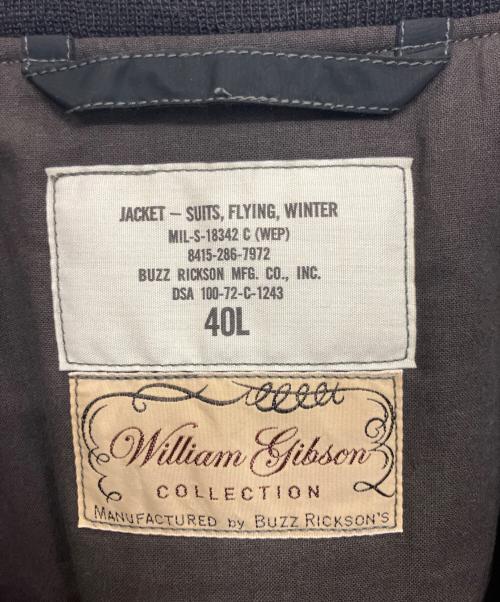 JACKET – SUITS, FLYING, WINTER
MIL-S-18342 C (WEP)
8415-286-7972
BUZZ RICKSON MFG. CO., INC.
DSA 100-72-C-1243
40L
William Gibson
COLLECTION
MANUFACTURED by BUZZ RICKSON'S